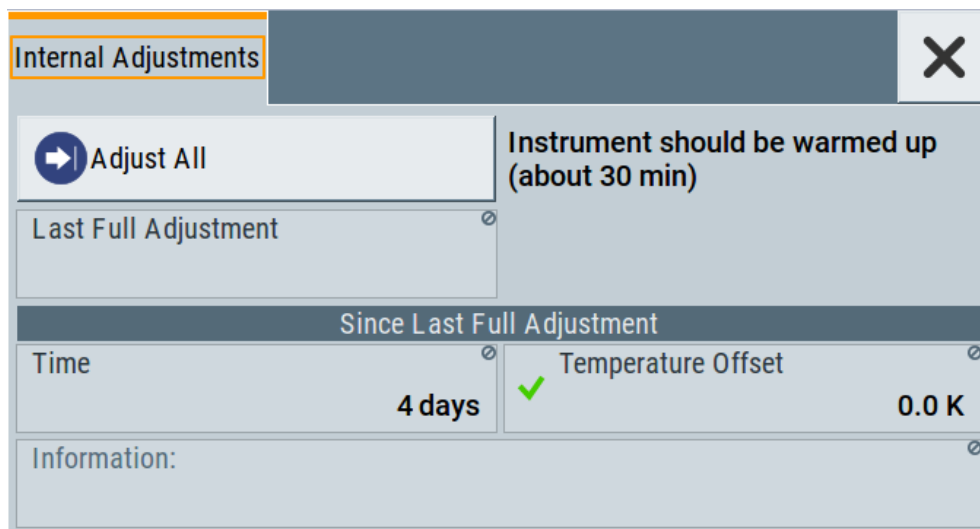 Internal Adjustments
Adjust All
Instrument should be warmed up
(about 30 min)
Last Full Adjustment
Since Last Full Adjustment
Time
4 days
Temperature Offset
0.0 K
Information: